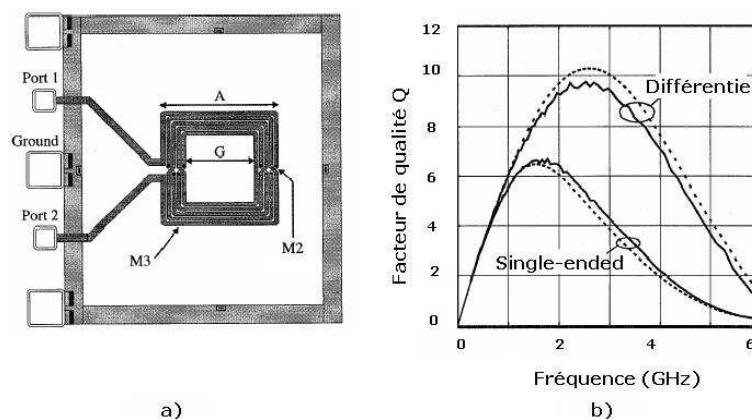 Port 1
A
Ground
G
Port 2
M3
M2
a)
12
10
8
6
4
2
0
Facteur de qualité Q
Différentie
Single-ended
0
2
4
6
Fréquence (GHz)
b)